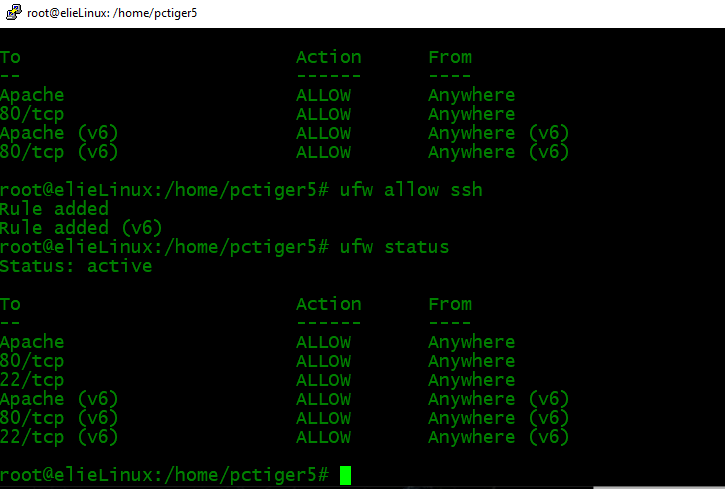 root@elieLinux: /home/pctiger5
To Action From
-- ------ ----
Apache ALLOW Anywhere
80/tcp ALLOW Anywhere
Apache (v6) ALLOW Anywhere (v6)
80/tcp (v6) ALLOW Anywhere (v6)
root@elieLinux:/home/pctiger5# ufw allow ssh
Rule added
Rule added (v6)
root@elieLinux:/home/pctiger5# ufw status
Status: active
To Action From
-- ------ ----
Apache ALLOW Anywhere
80/tcp ALLOW Anywhere
22/tcp ALLOW Anywhere
Apache (v6) ALLOW Anywhere (v6)
80/tcp (v6) ALLOW Anywhere (v6)
22/tcp (v6) ALLOW Anywhere (v6)
root@elieLinux:/home/pctiger5#